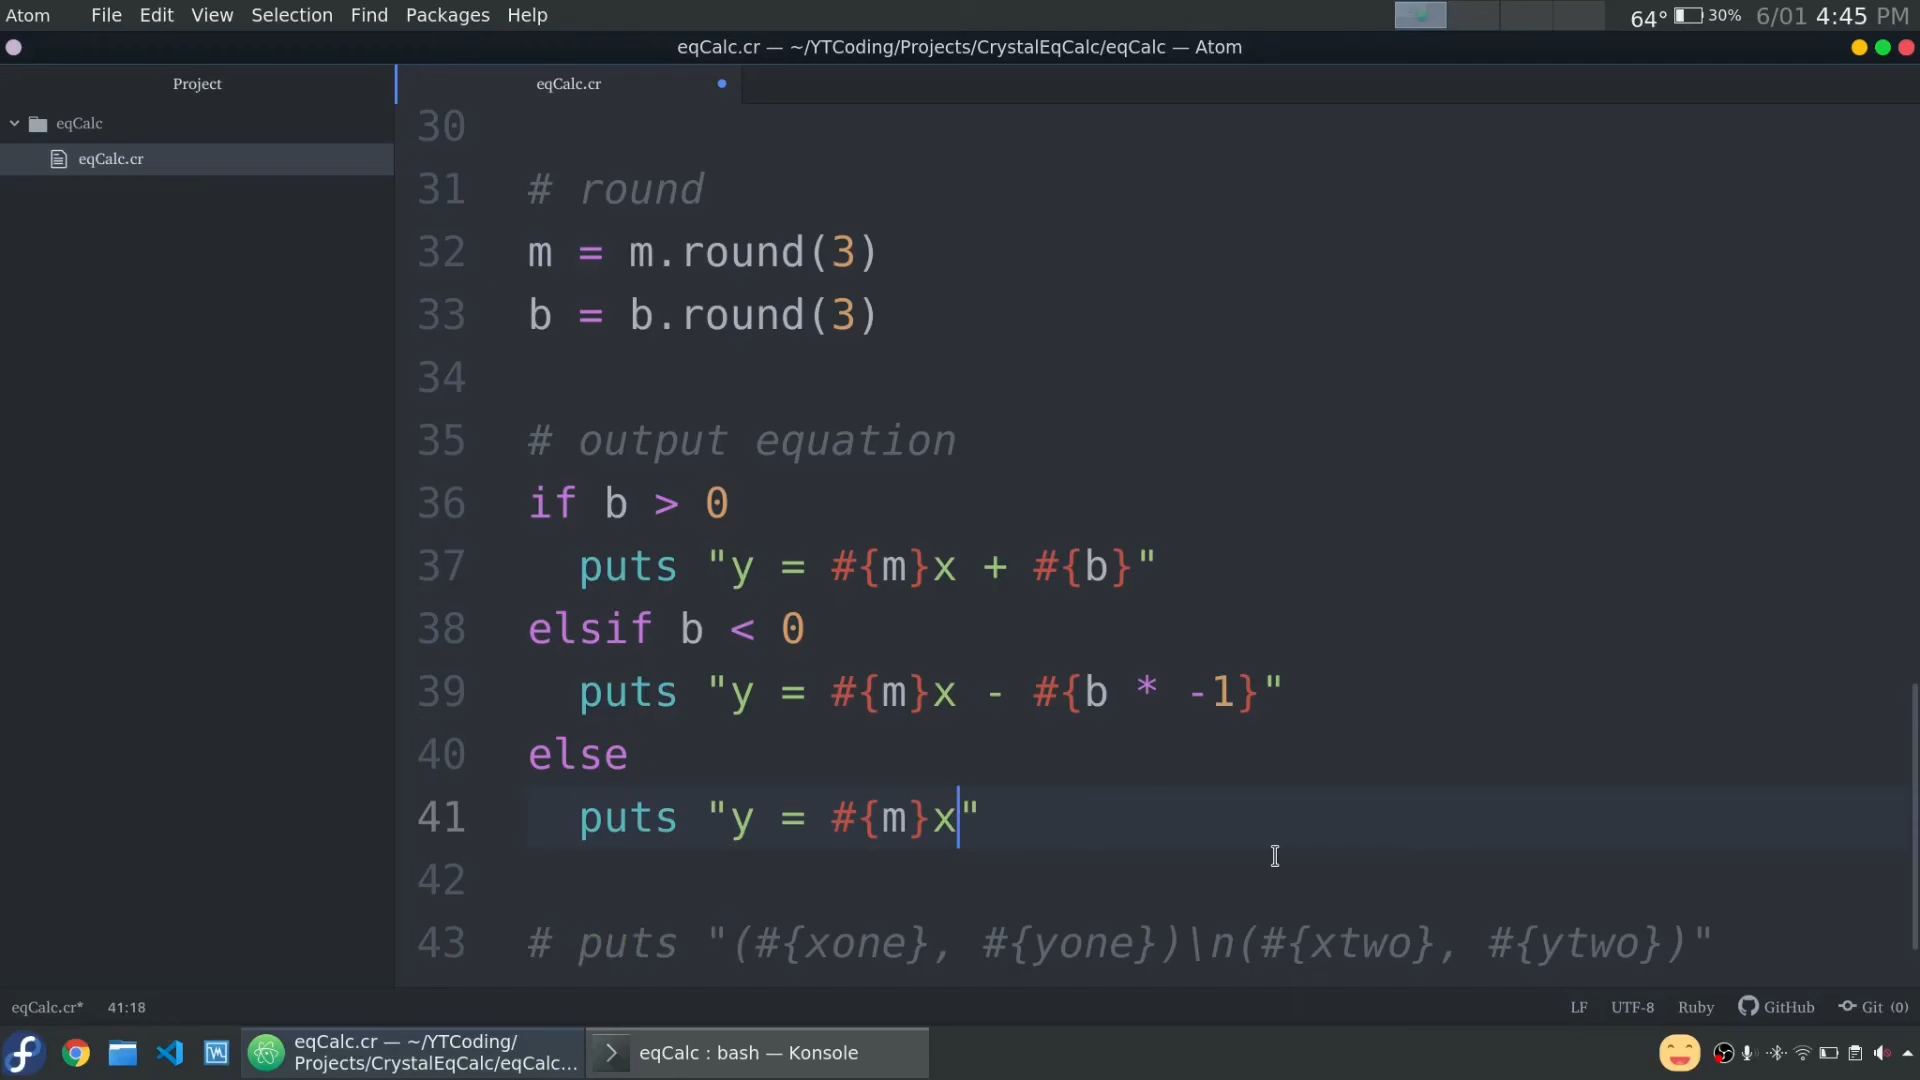 Atom File Edit View Selection Find Packages Help 64° 30% 6/01 4:45 PM
eqCalc.cr — ~/YTCoding/Projects/CrystalEqCalc/eqCalc — Atom
Project
eqCalc.cr
eqCalc
eqCalc.cr
30
31 # round
32 m = m.round(3)
33 b = b.round(3)
34
35 # output equation
36 if b > 0
37 puts "y = #{m}x + #{b}"
38 elsif b < 0
39 puts "y = #{m}x - #{b * -1}"
40 else
41 puts "y = #{m}x"
42
43 # puts "(#{xone}, #{yone})\n(#{xtwo}, #{ytwo})"
eqCalc.cr* 41:18 LF UTF-8 Ruby GitHub Git (0)
eqCalc.cr — ~/YTCoding/
Projects/CrystalEqCalc/eqCalc...
eqCalc : bash — Konsole